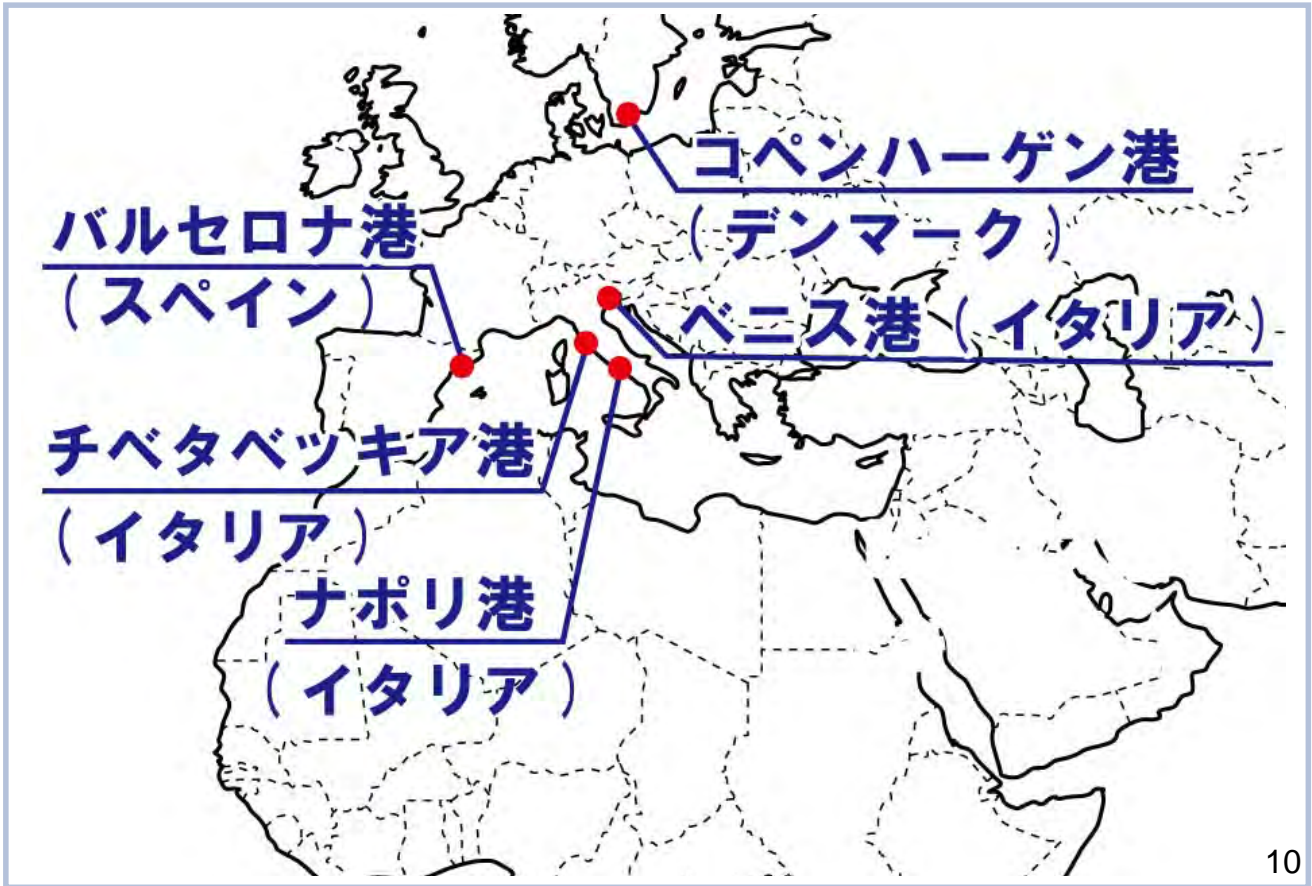 コペンハーゲン港
(デンマーク)
バルセロナ港
(スペイン)
ベニス港(イタリア)
チベタベッキア港
(イタリア)
ナポリ港
(イタリア)
10